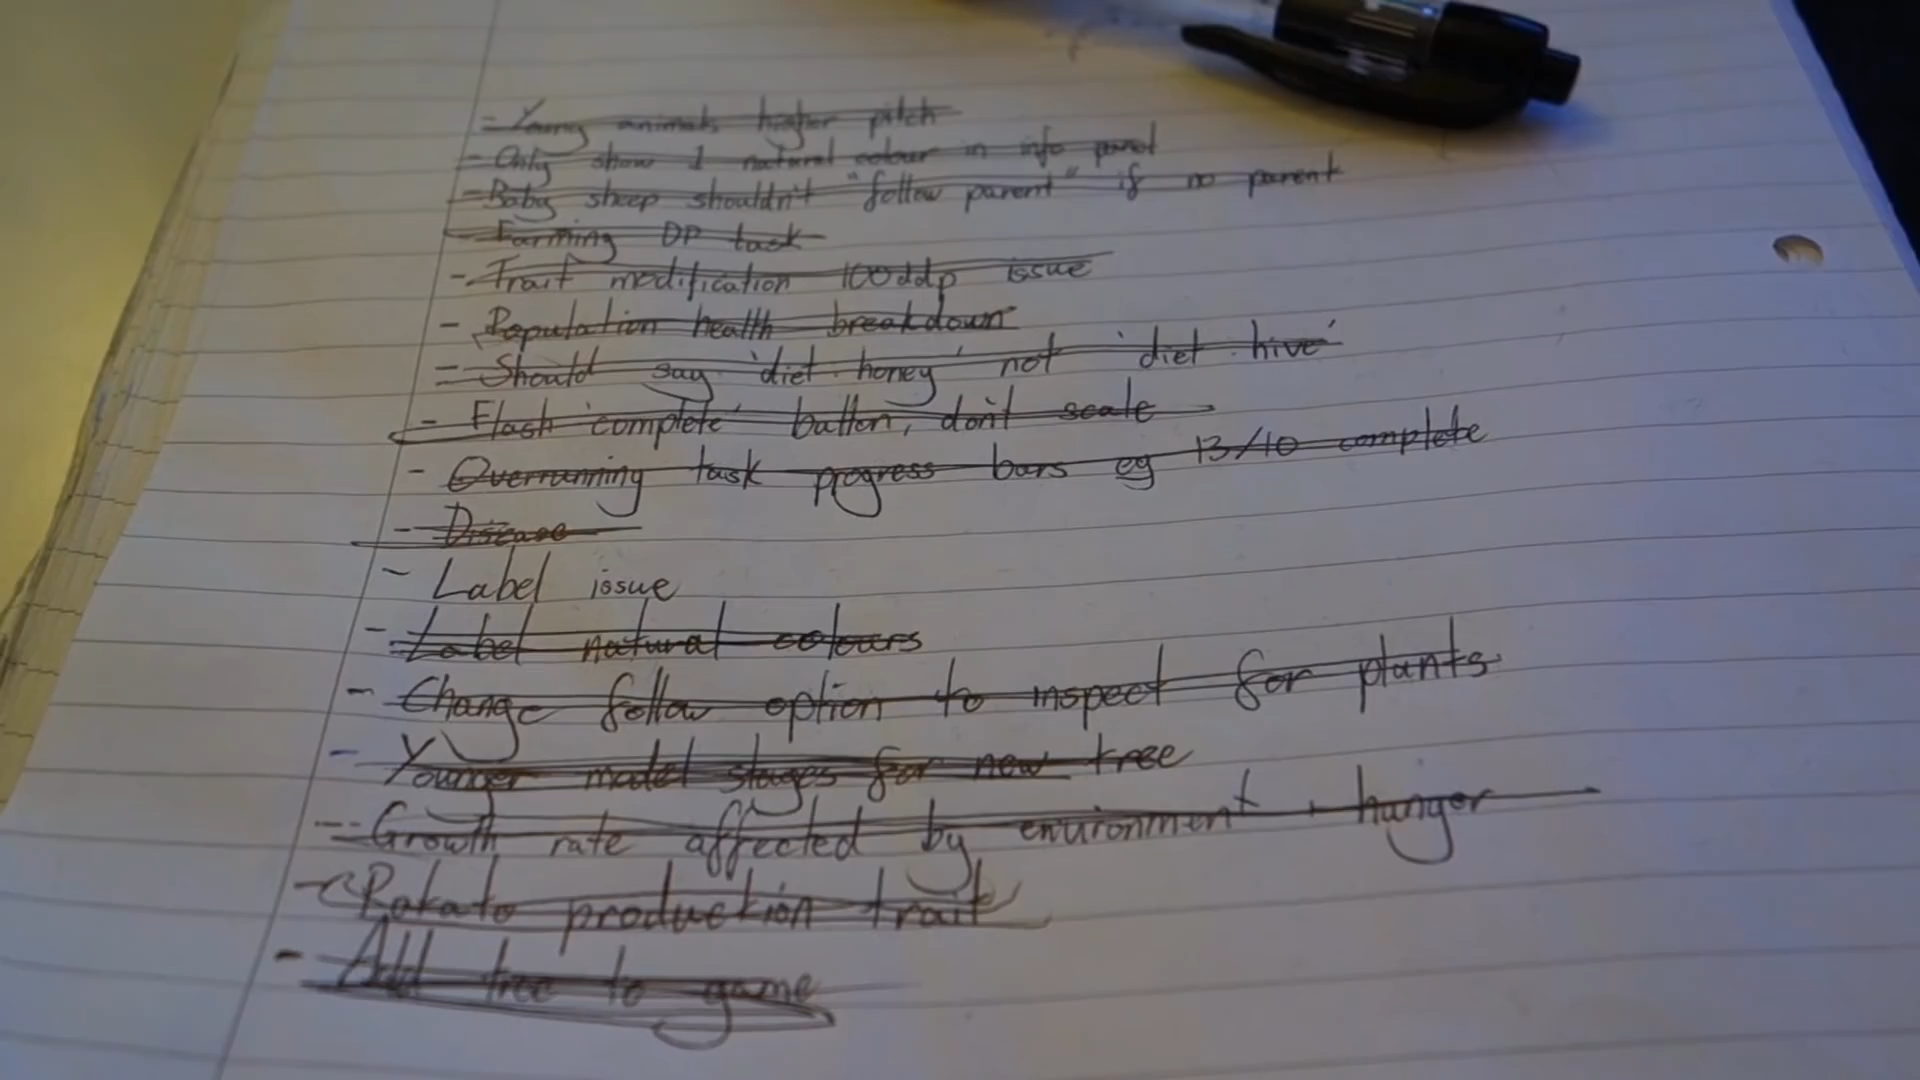 - Young animals higher pitch
- Only show 1 natural colour in info panel
- Baby sheep shouldn't "follow parent" if no parent
- Farming DP task
- Trait modification 100ddp issue
- Population health breakdown
- Should say 'diet: honey' not 'diet: hive'
- Flash 'complete' button, don't scale
- Overrunning task progress bars eg 13/10 complete
- Disease
- Label issue
- Label natural colours
- Change follow option to inspect for plants
- Younger model stages for new tree
- Growth rate affected by environment, hunger
- Potato production trait
- Add tree to game